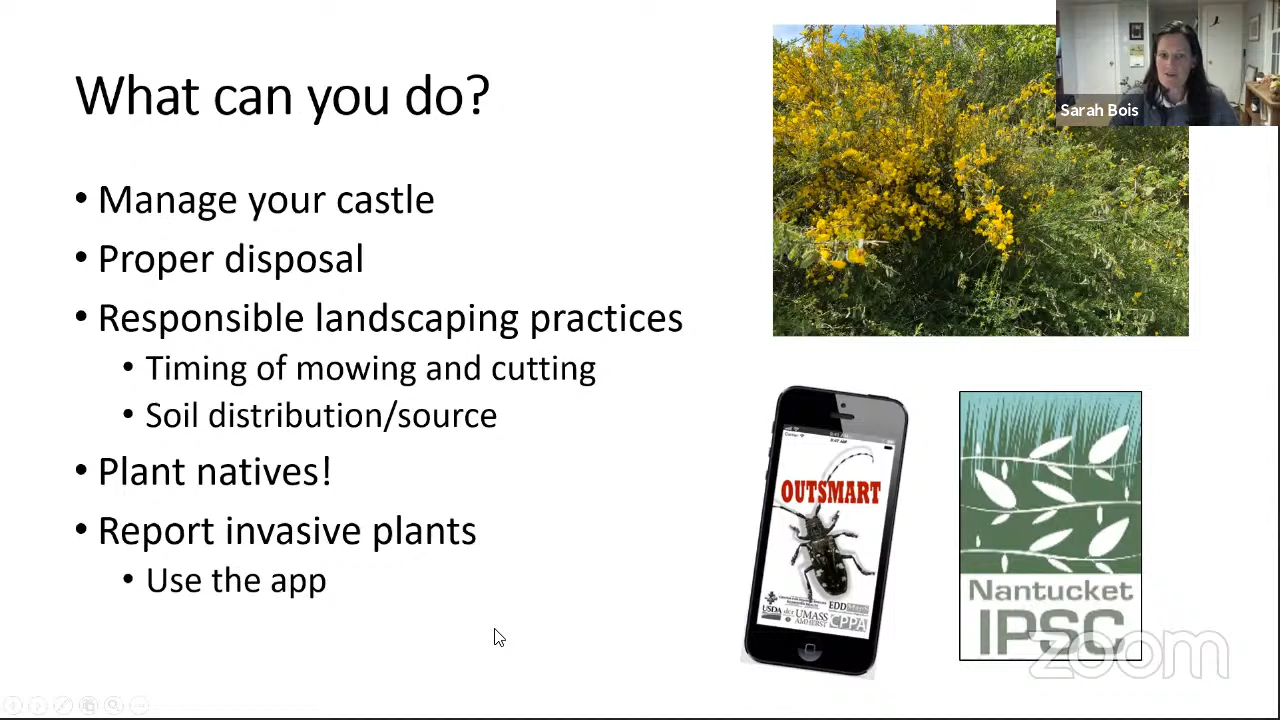 What can you do?
Sarah Bois
• Manage your castle
• Proper disposal
• Responsible landscaping practices
• Timing of mowing and cutting
• Soil distribution/source
• Plant natives!
• Report invasive plants
• Use the app
OUTSMART
USDA
dcr
UMASS
AMHERST
EDD
CPPA
Nantucket
IPSC
zoom